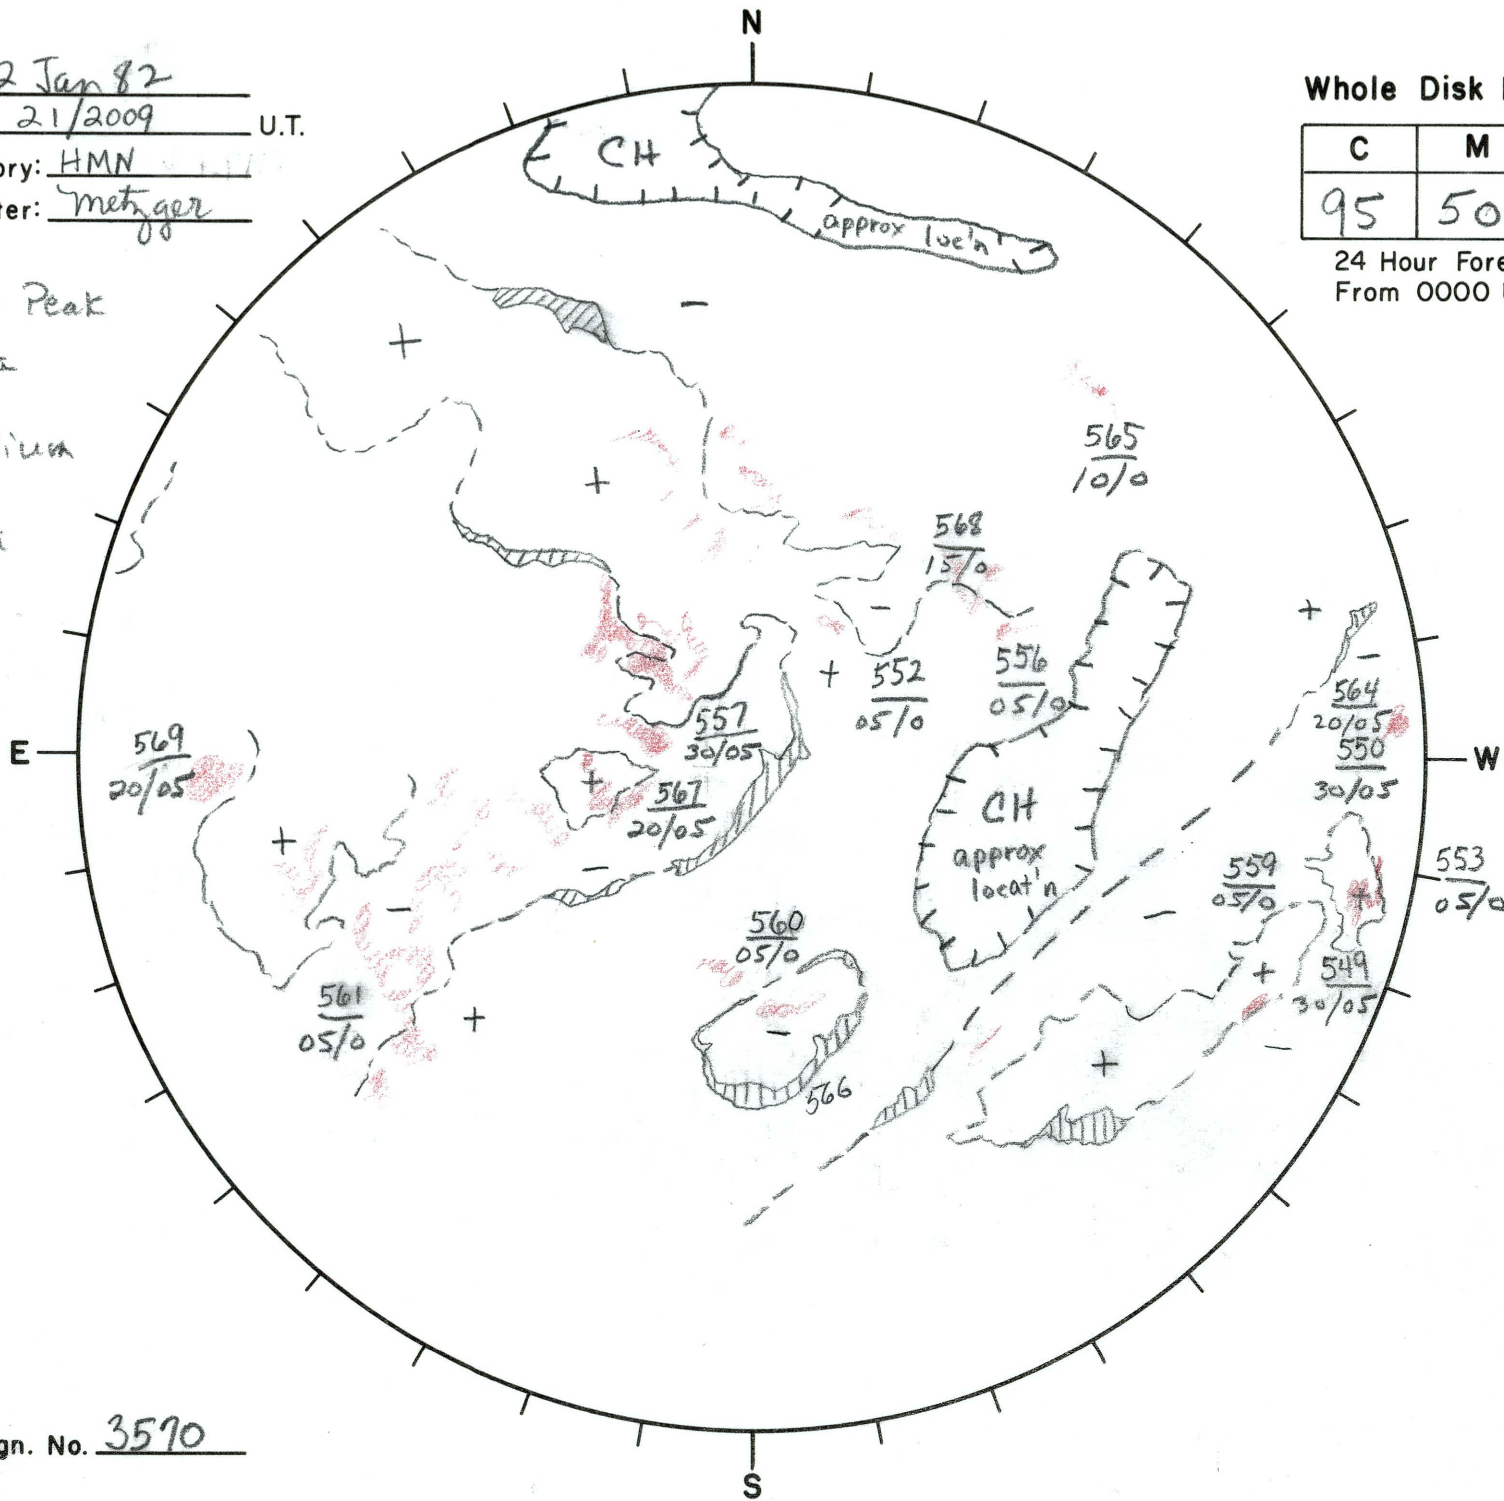 N
2 Jan 82
21/2009 U.T.
ory: HMN
ter: Metzger
Whole Disk
C M
95 50
24 Hour Fore
From 0000
Peak
ium
CH
approx loc'n
-
+
+
565
10/0
568
15/0
-
+
552
05/0
556
05/0
+
-
564
20/05
550
30/05
E
W
569
20/05
557
30/05
+
567
20/05
CH
approx
locat'n
+
-
-
559
05/0
553
05/0
+
-
560
05/0
+
549
30/05
561
05/0
+
-
566
+
-
gn. No. 3570
S